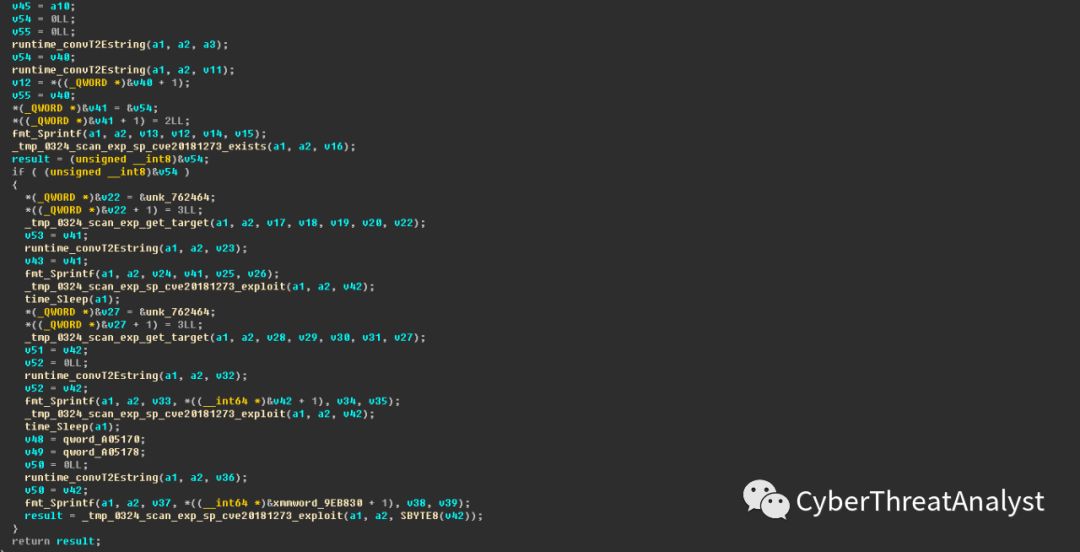 v45 = a10;
v54 = 0LL;
v55 = 0LL;
runtime_convT2Estring(a1, a2, a3);
v54 = v40;
runtime_convT2Estring(a1, a2, v11);
v12 = *((_QWORD *)&v40 + 1);
v55 = v40;
*(_QWORD *)&v41 = &v54;
*((_QWORD *)&v41 + 1) = 2LL;
fmt_Sprintf(a1, a2, v13, v12, v14, v15);
_tmp_0324_scan_exp_sp_cve20181273_exists(a1, a2, v16);
result = (unsigned __int8)&v54;
if ( (unsigned __int8)&v54 )
{
*(_QWORD *)&v22 = &unk_762464;
*((_QWORD *)&v22 + 1) = 3LL;
_tmp_0324_scan_exp_get_target(a1, a2, v17, v18, v19, v20, v22);
v53 = v41;
runtime_convT2Estring(a1, a2, v23);
v43 = v41;
fmt_Sprintf(a1, a2, v24, v41, v25, v26);
_tmp_0324_scan_exp_sp_cve20181273_exploit(a1, a2, v42);
time_Sleep(a1);
*(_QWORD *)&v27 = &unk_762464;
*((_QWORD *)&v27 + 1) = 3LL;
_tmp_0324_scan_exp_get_target(a1, a2, v28, v29, v30, v31, v27);
v51 = v42;
v52 = 0LL;
runtime_convT2Estring(a1, a2, v32);
v52 = v42;
fmt_Sprintf(a1, a2, v33, *((__int64 *)&v42 + 1), v34, v35);
_tmp_0324_scan_exp_sp_cve20181273_exploit(a1, a2, v42);
time_Sleep(a1);
v48 = qword_A05170;
v49 = qword_A05178;
v50 = 0LL;
runtime_convT2Estring(a1, a2, v36);
v50 = v42;
fmt_Sprintf(a1, a2, v37, *((__int64 *)&xmmword_9EB830 + 1), v38, v39);
result = _tmp_0324_scan_exp_sp_cve20181273_exploit(a1, a2, SBYTE8(v42));
}
return result;
CyberThreatAnalyst